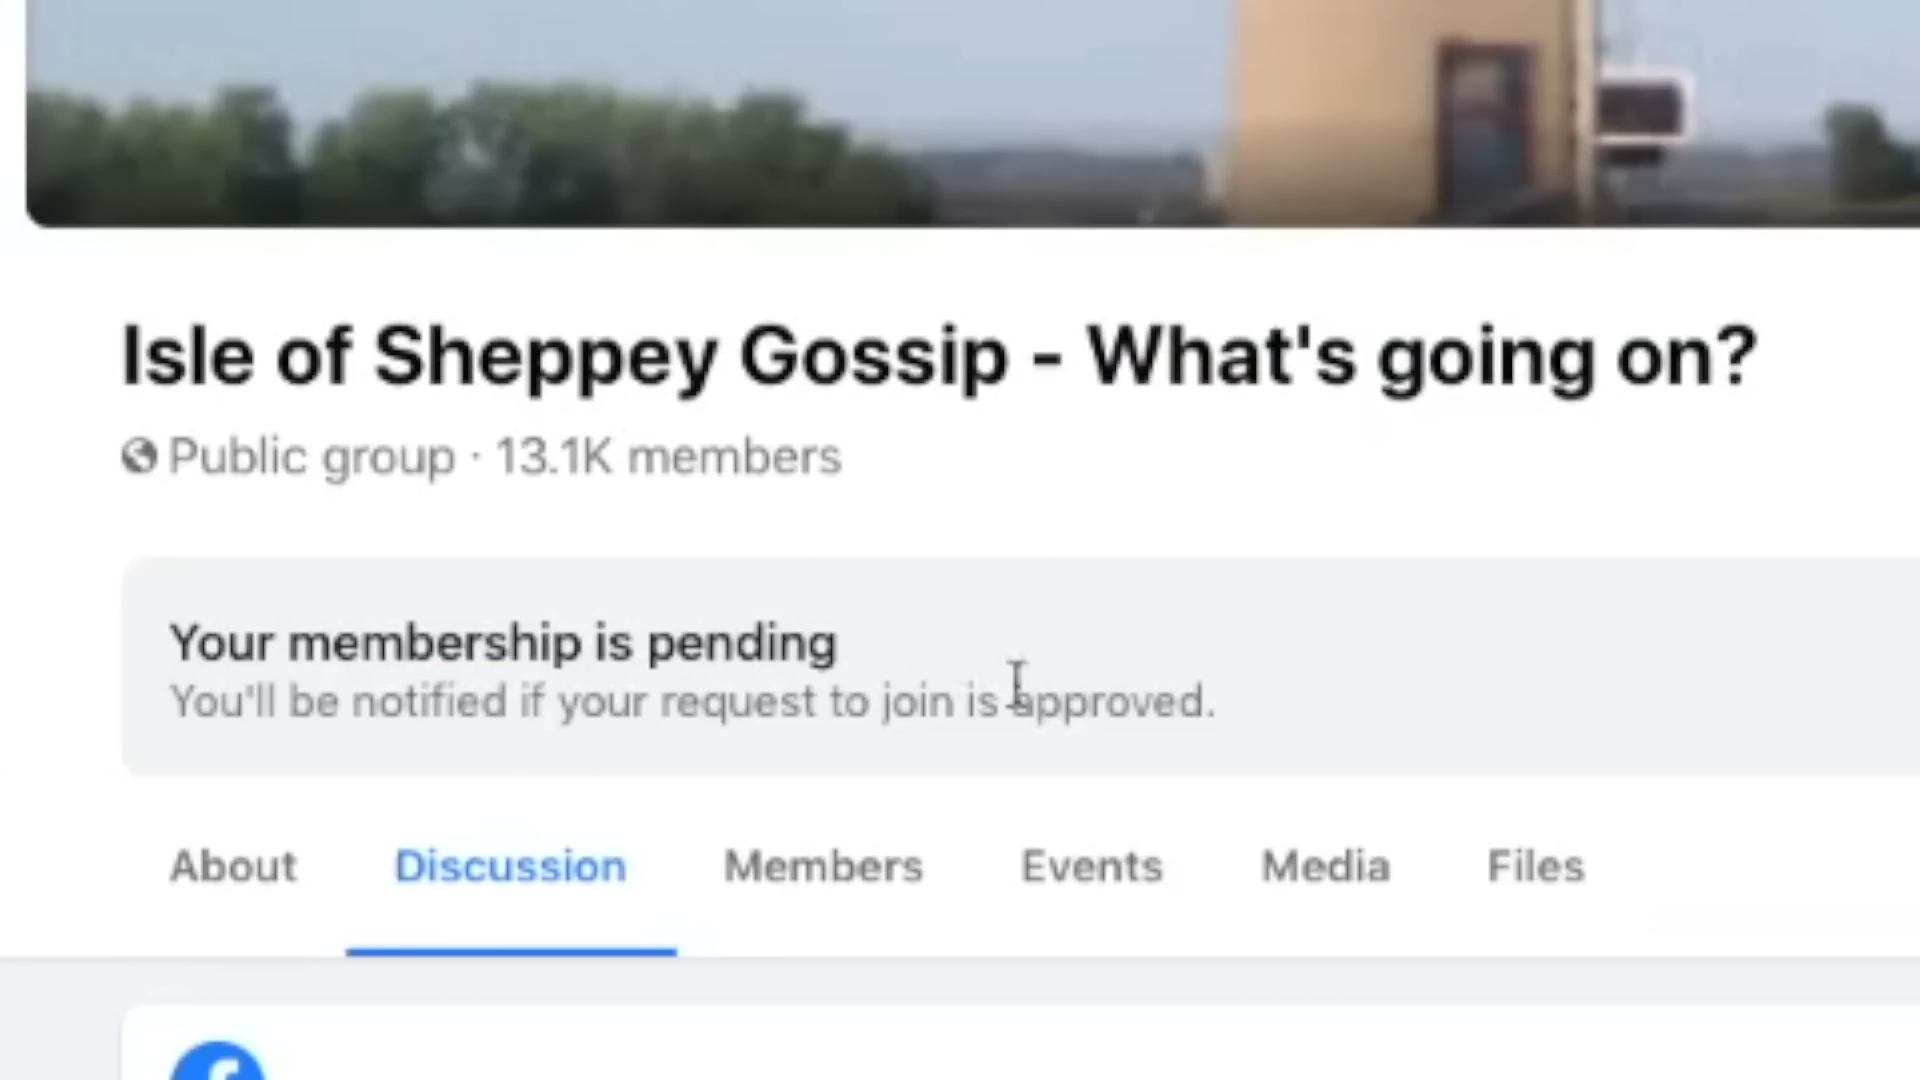 Isle of Sheppey Gossip - What's going on?
Public group · 13.1K members
Your membership is pending
You'll be notified if your request to join is approved.
About Discussion Members Events Media Files